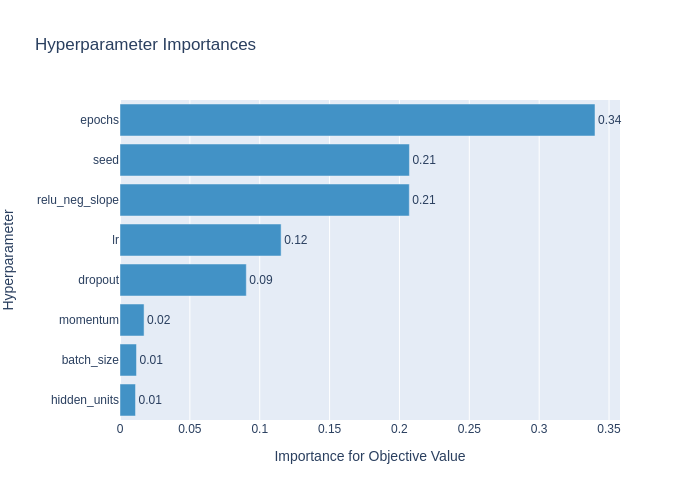 Hyperparameter Importances
Hyperparameter
epochs 0.34
seed 0.21
relu_neg_slope 0.21
lr 0.12
dropout 0.09
momentum 0.02
batch_size 0.01
hidden_units 0.01
0 0.05 0.1 0.15 0.2 0.25 0.3 0.35
Importance for Objective Value